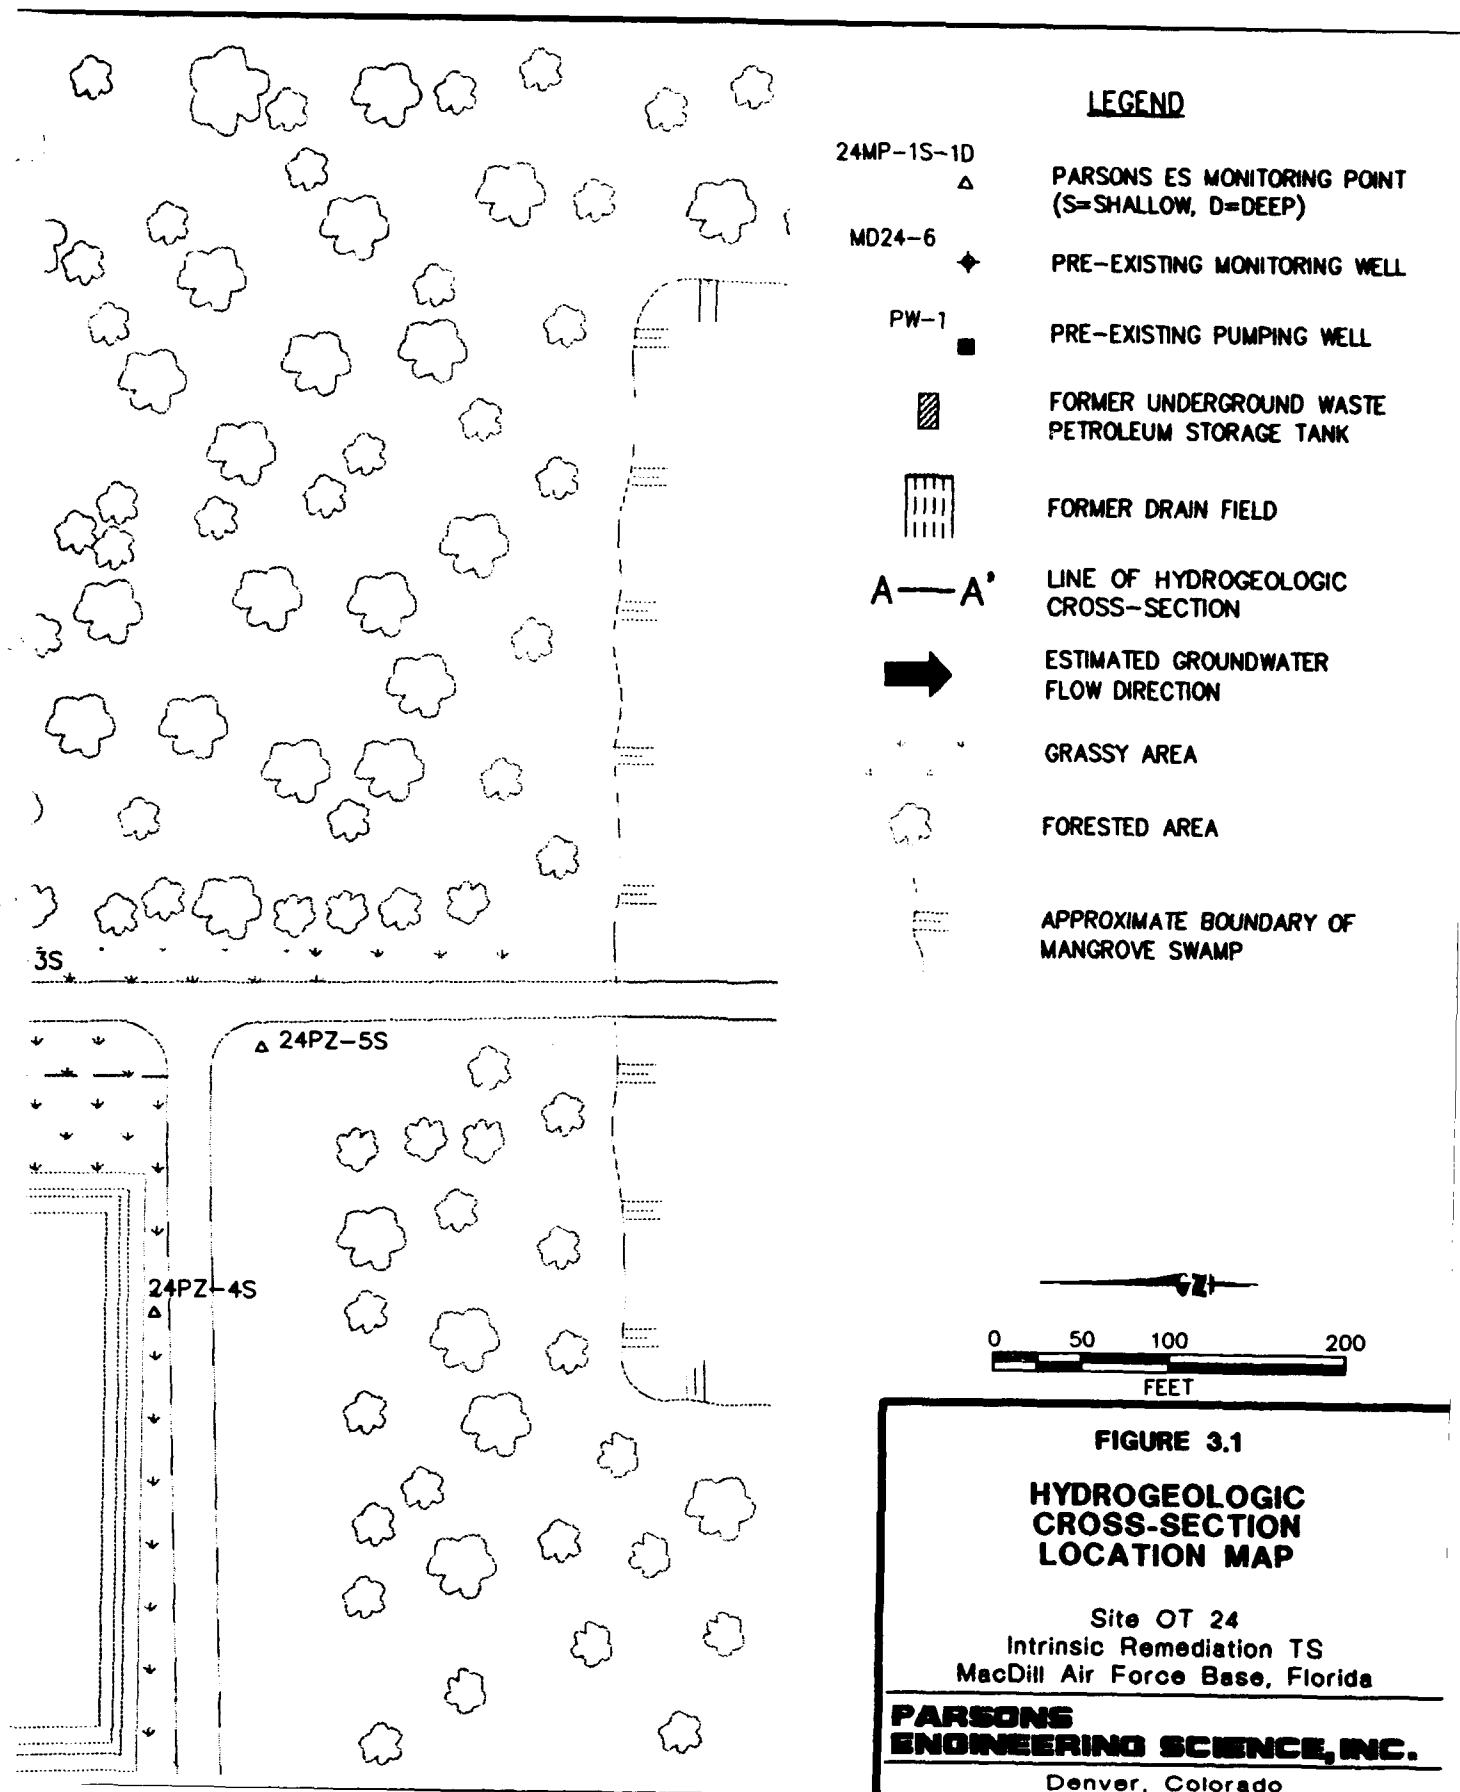 LEGEND
24MP-1S-1D
PARSONS ES MONITORING POINT
(S=SHALLOW, D=DEEP)
MD24-6
PRE-EXISTING MONITORING WELL
PW-1
PRE-EXISTING PUMPING WELL
FORMER UNDERGROUND WASTE
PETROLEUM STORAGE TANK
FORMER DRAIN FIELD
A A'
LINE OF HYDROGEOLOGIC
CROSS-SECTION
ESTIMATED GROUNDWATER
FLOW DIRECTION
GRASSY AREA
FORESTED AREA
APPROXIMATE BOUNDARY OF
MANGROVE SWAMP
3S
24PZ-5S
24PZ-4S
N
0 50 100 200
FEET
FIGURE 3.1
HYDROGEOLOGIC
CROSS-SECTION
LOCATION MAP
Site OT 24
Intrinsic Remediation TS
MacDill Air Force Base, Florida
PARSONS
ENGINEERING SCIENCE, INC.
Denver, Colorado